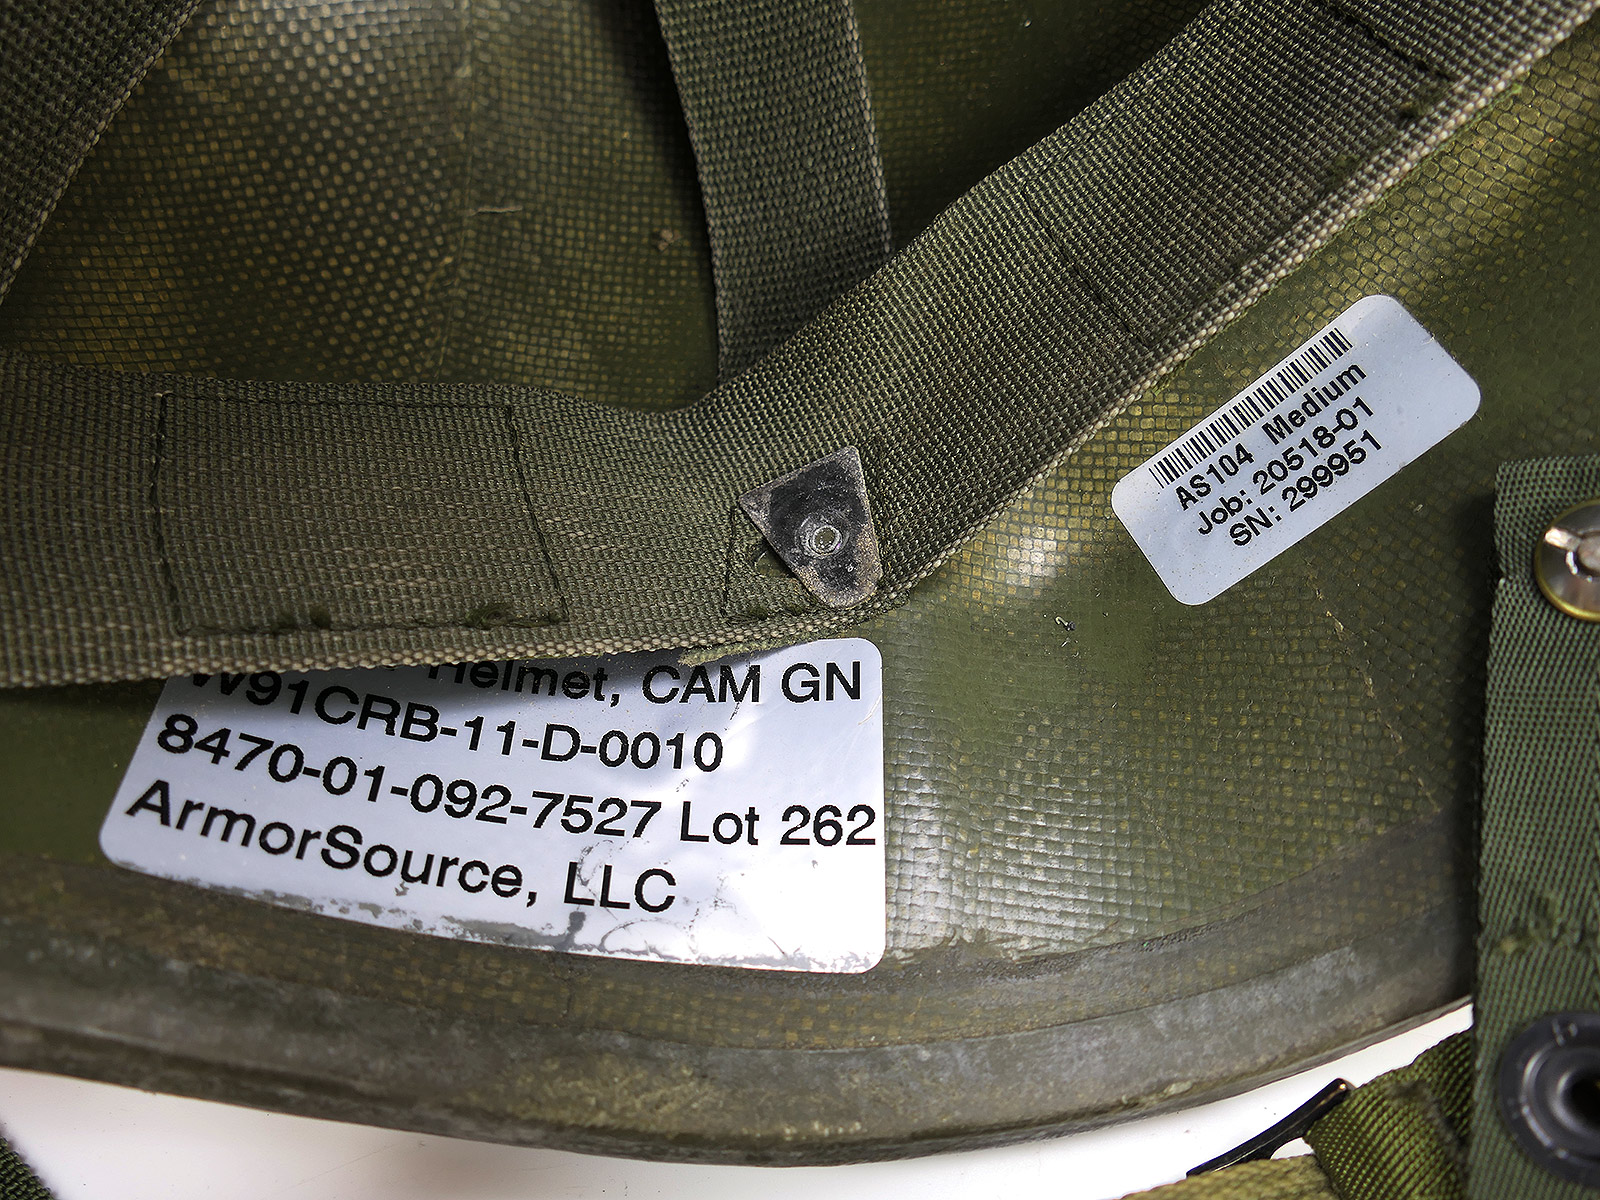 Helmet, CAM GN
W91CRB-11-D-0010
8470-01-092-7527 Lot 262
ArmorSource, LLC
AS104 Medium
Job: 20518-01
SN: 299951